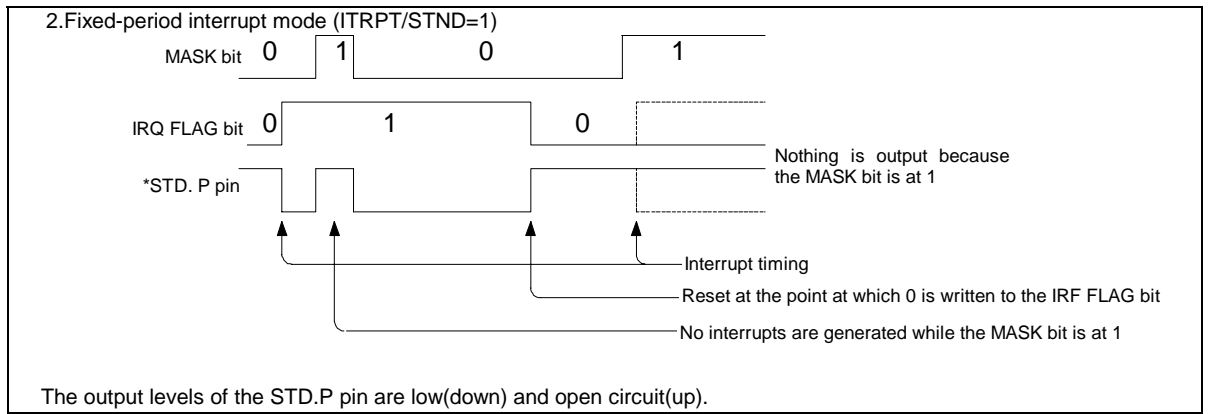 2.Fixed-period interrupt mode (ITRPT/STND=1)
MASK bit 0 1 0 1
IRQ FLAG bit 0 1 0
Nothing is output because
the MASK bit is at 1
*STD. P pin
Interrupt timing
Reset at the point at which 0 is written to the IRF FLAG bit
No interrupts are generated while the MASK bit is at 1
The output levels of the STD.P pin are low(down) and open circuit(up).